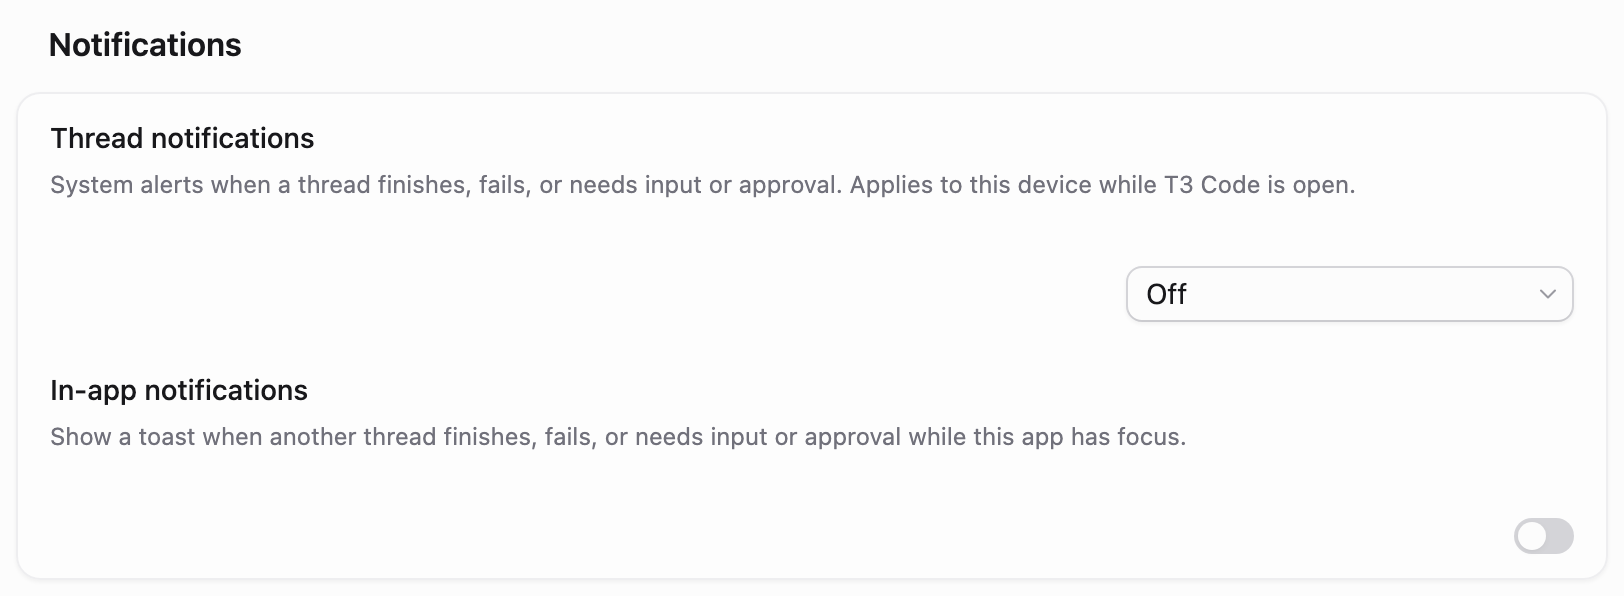 Notifications
Thread notifications
System alerts when a thread finishes, fails, or needs input or approval. Applies to this device while T3 Code is open.
Off
In-app notifications
Show a toast when another thread finishes, fails, or needs input or approval while this app has focus.